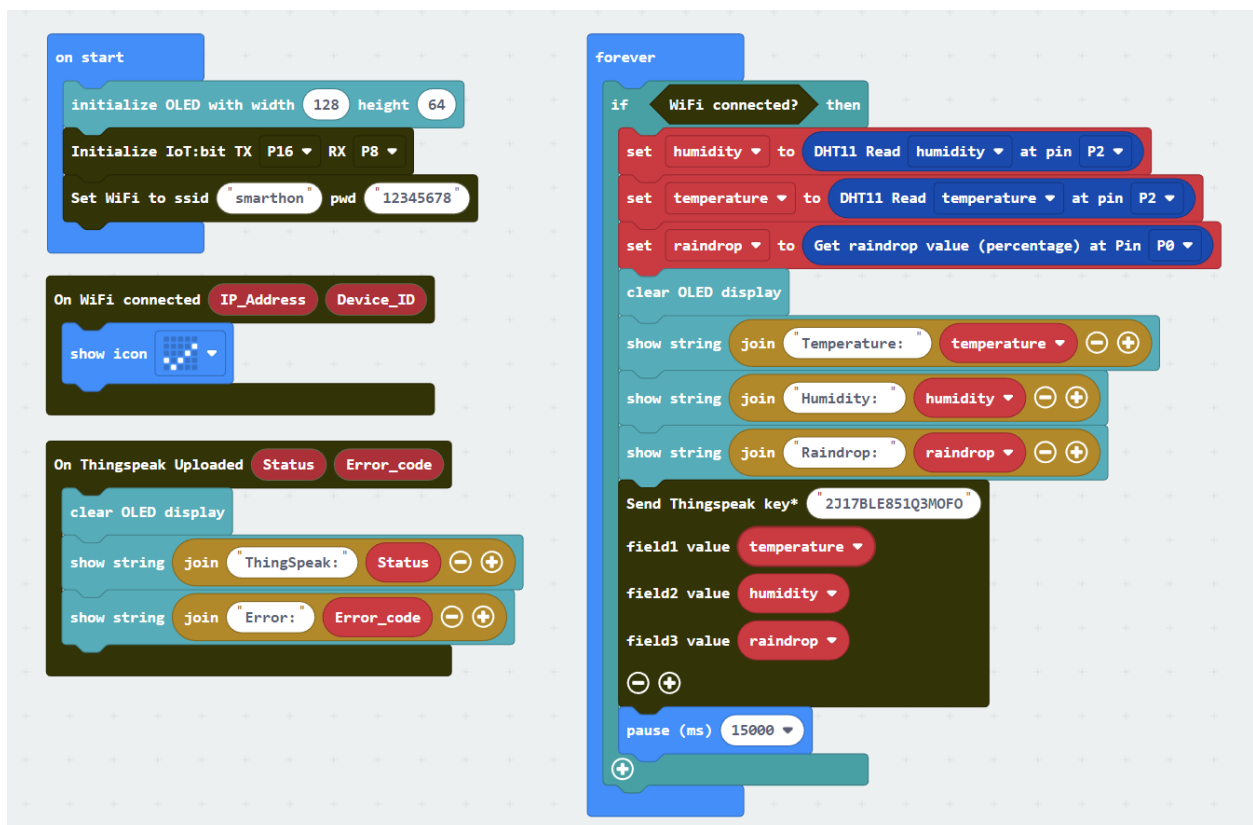 on start
initialize OLED with width 128 height 64
Initialize IoT:bit TX P16 RX P8
Set WiFi to ssid "smarthon" pwd "12345678"
On WiFi connected IP_Address Device_ID
show icon
On Thingspeak Uploaded Status Error_code
clear OLED display
show string join "ThingSpeak:" Status
show string join "Error:" Error_code
forever
if WiFi connected? then
set humidity to DHT11 Read humidity at pin P2
set temperature to DHT11 Read temperature at pin P2
set raindrop to Get raindrop value (percentage) at Pin P0
clear OLED display
show string join "Temperature: " temperature
show string join "Humidity: " humidity
show string join "Raindrop: " raindrop
Send Thingspeak key* "2J17BLE851Q3MOFO"
field1 value temperature
field2 value humidity
field3 value raindrop
pause (ms) 15000